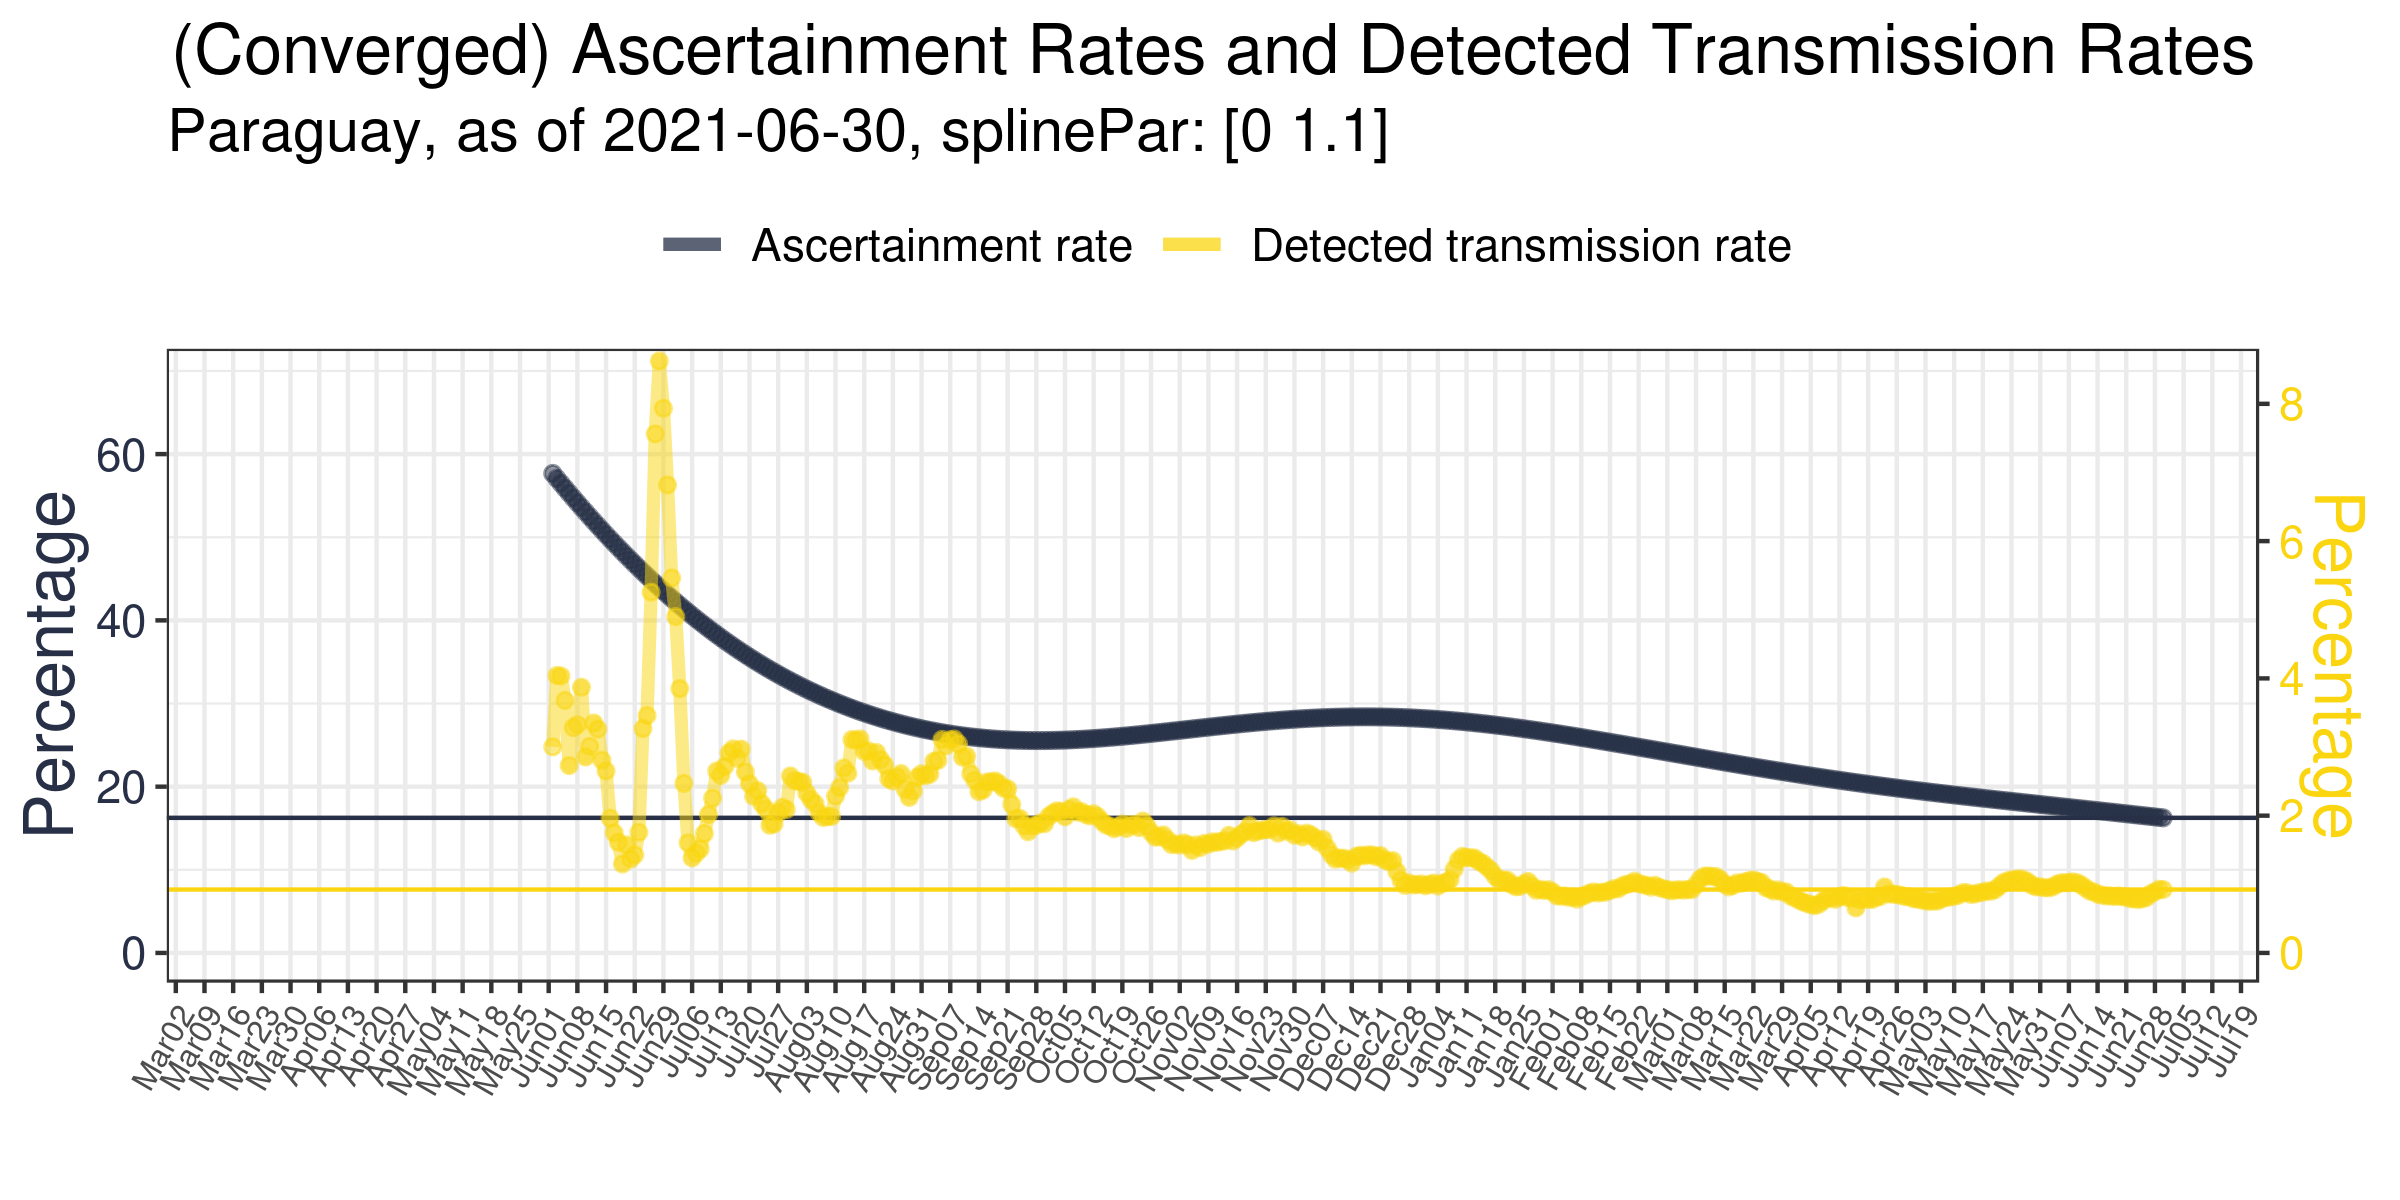 (Converged) Ascertainment Rates and Detected Transmission Rates
Paraguay, as of 2021-06-30, splinePar: [0 1.1]
Ascertainment rate Detected transmission rate
Percentage
60
40
20
0
8
6
4
2
0
Percentage
Mar02 Mar09 Mar16 Mar23 Mar30 Apr06 Apr13 Apr20 Apr27 May04 May11 May18 May25 Jun01 Jun08 Jun15 Jun22 Jun29 Jul06 Jul13 Jul20 Jul27 Aug03 Aug10 Aug17 Aug24 Aug31 Sep07 Sep14 Sep21 Sep28 Oct05 Oct12 Oct19 Oct26 Nov02 Nov09 Nov16 Nov23 Nov30 Dec07 Dec14 Dec21 Dec28 Jan04 Jan11 Jan18 Jan25 Feb01 Feb08 Feb15 Feb22 Mar01 Mar08 Mar15 Mar22 Mar29 Apr05 Apr12 Apr19 Apr26 May03 May10 May17 May24 May31 Jun07 Jun14 Jun21 Jun28 Jul05 Jul12 Jul19